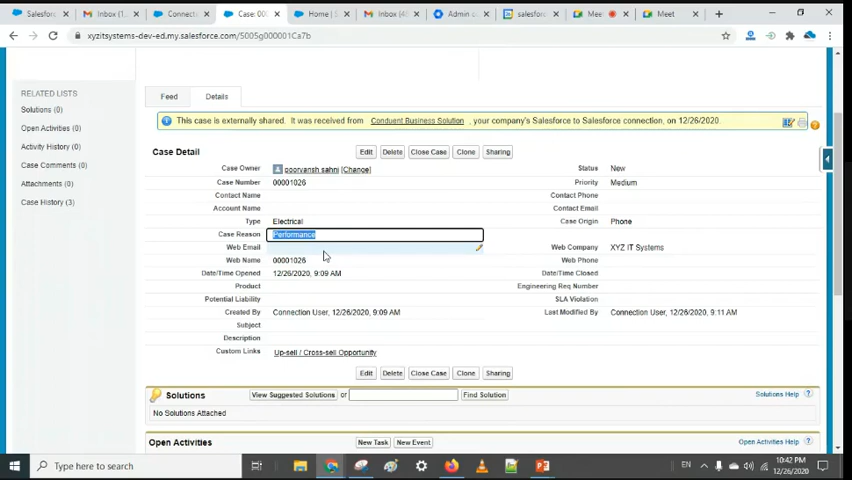 Salesfor
Inbox (1
Connecti
Case: 00
Home | S
Inbox (46
Admin o
salesfor
Mee
Meet
xyzitsystems-dev-ed.my.salesforce.com/5005g000001Ca7b
RELATED LISTS
Solutions (0)
Open Activities (0)
Activity History (0)
Case Comments (0)
Attachments (0)
Case History (3)
Feed Details
This case is externally shared. It was received from Conduent Business Solution , your company's Salesforce to Salesforce connection, on 12/26/2020.
Case Detail Edit Delete Close Case Clone Sharing
Case Owner poorvansh sahni [Change] Status New
Case Number 00001026 Priority Medium
Contact Name Contact Phone
Account Name Contact Email
Type Electrical Case Origin Phone
Case Reason Performance
Web Email Web Company XYZ IT Systems
Web Name 00001026 Web Phone
Date/Time Opened 12/26/2020, 9:09 AM Date/Time Closed
Product Engineering Req Number
Potential Liability SLA Violation
Created By Connection User, 12/26/2020, 9:09 AM Last Modified By Connection User, 12/26/2020, 9:11 AM
Subject
Description
Custom Links Up-sell / Cross-sell Opportunity
Edit Delete Close Case Clone Sharing
Solutions View Suggested Solutions or Find Solution Solutions Help ?
No Solutions Attached
Open Activities New Task New Event Open Activities Help ?
Type here to search
EN
10:42 PM
12/26/2020